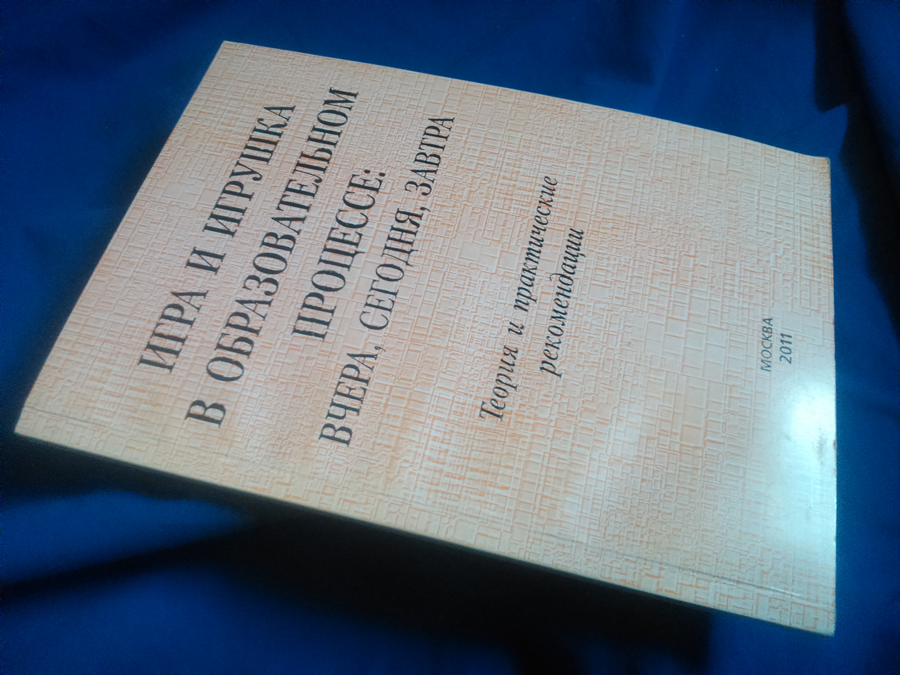 ИГРА И ИГРУШКА
В ОБРАЗОВАТЕЛЬНОМ
ПРОЦЕССЕ:
ВЧЕРА, СЕГОДНЯ, ЗАВТРА
Теория и практические
рекомендации
МОСКВА
2011